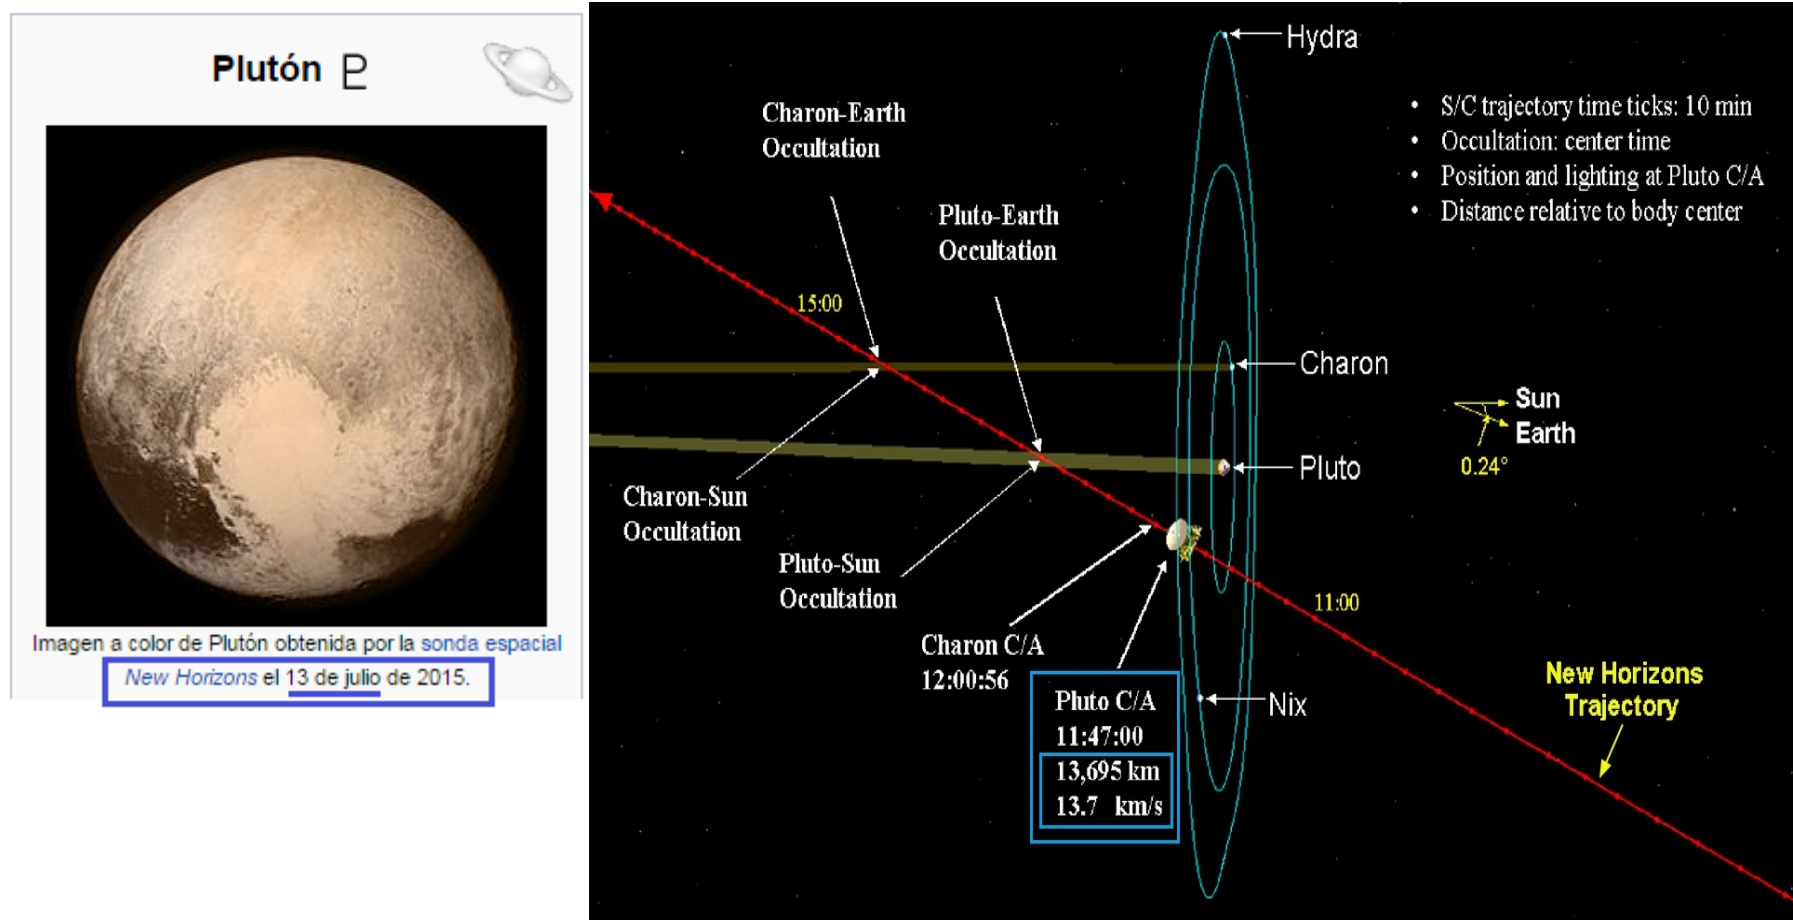 Plutón ♇
Imagen a color de Plutón obtenida por la sonda espacial
New Horizons el 13 de julio de 2015.
Hydra
• S/C trajectory time ticks: 10 min
• Occultation: center time
• Position and lighting at Pluto C/A
• Distance relative to body center
Charon-Earth
Occultation
Pluto-Earth
Occultation
15:00
Charon
Sun
Earth
0.24°
Pluto
Charon-Sun
Occultation
Pluto-Sun
Occultation
11:00
Charon C/A
12:00:56
Pluto C/A
11:47:00
13,695 km
13.7 km/s
Nix
New Horizons
Trajectory